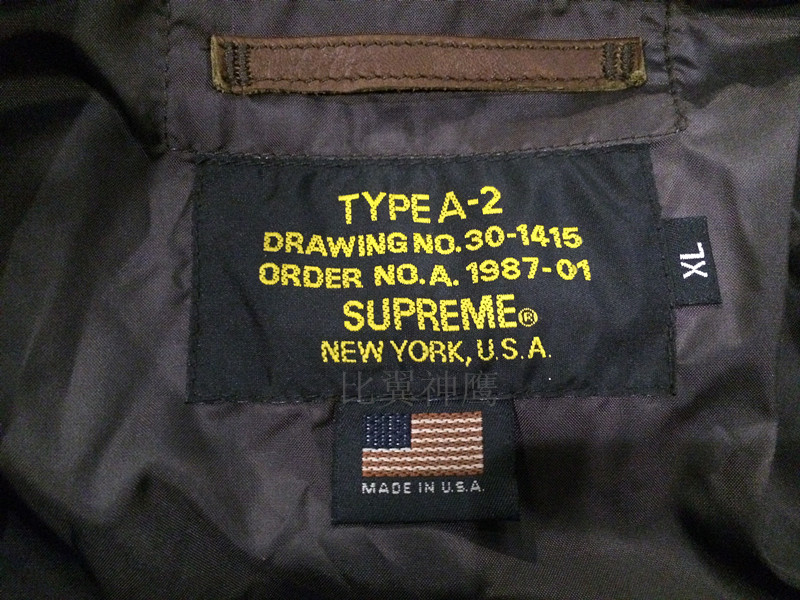 TYPE A-2
DRAWING NO. 30-1415
ORDER NO. A. 1987-01
SUPREME®
NEW YORK, U.S.A.
XL
比翼神鹰
MADE IN U.S.A.